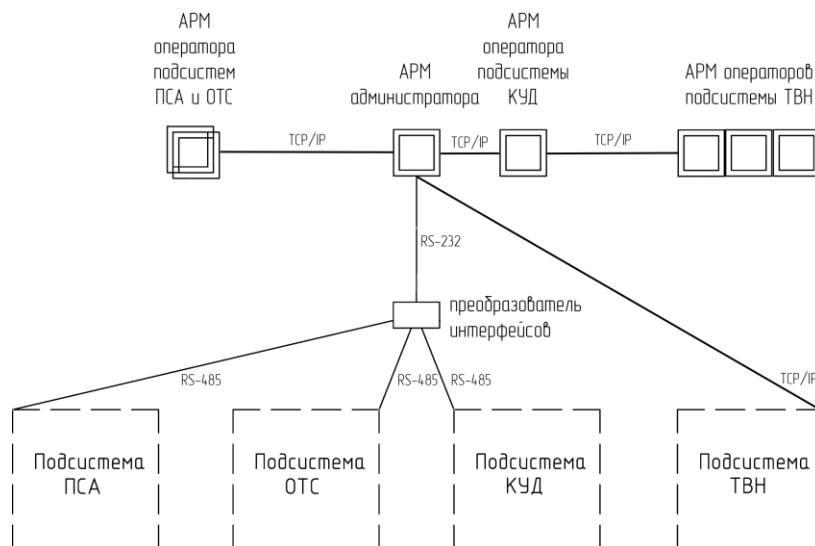 АРМ
оператора
подсистем
ПСА и ОТС
АРМ
администратора
АРМ
оператора
подсистемы
КУД
АРМ операторов
подсистемы ТВН
TCP/IP
TCP/IP
TCP/IP
RS-232
преобразователь
интерфейсов
RS-485
RS-485
RS-485
TCP/IP
Подсистема
ПСА
Подсистема
ОТС
Подсистема
КУД
Подсистема
ТВН